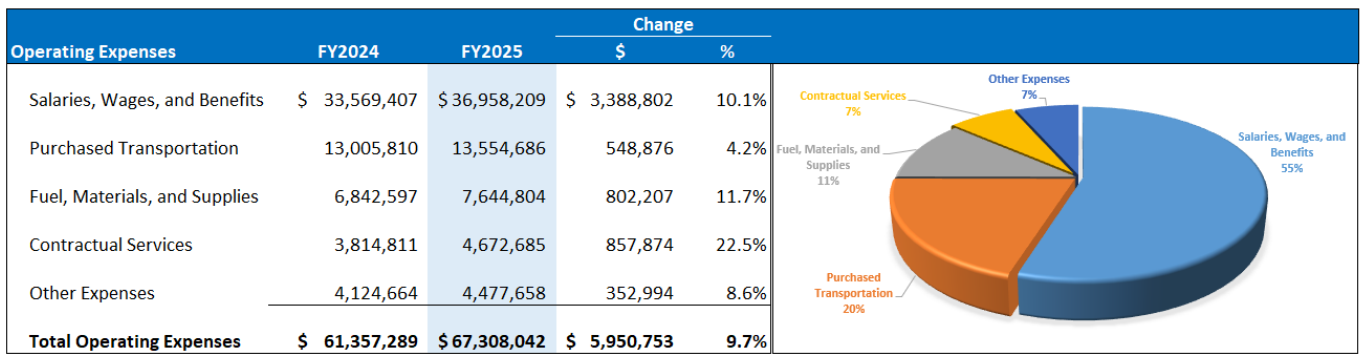 Change
Operating Expenses FY2024 FY2025 $ %
Salaries, Wages, and Benefits $ 33,569,407 $ 36,958,209 $ 3,388,802 10.1%
Purchased Transportation 13,005,810 13,554,686 548,876 4.2%
Fuel, Materials, and Supplies 6,842,597 7,644,804 802,207 11.7%
Contractual Services 3,814,811 4,672,685 857,874 22.5%
Other Expenses 4,124,664 4,477,658 352,994 8.6%
Total Operating Expenses $ 61,357,289 $ 67,308,042 $ 5,950,753 9.7%
Other Expenses
7%
Contractual Services
7%
Fuel, Materials, and
Supplies
11%
Salaries, Wages, and
Benefits
55%
Purchased
Transportation
20%